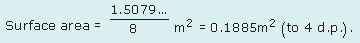 Surface area = 1.5079.../8 m² = 0.1885m² (to 4 d.p.).